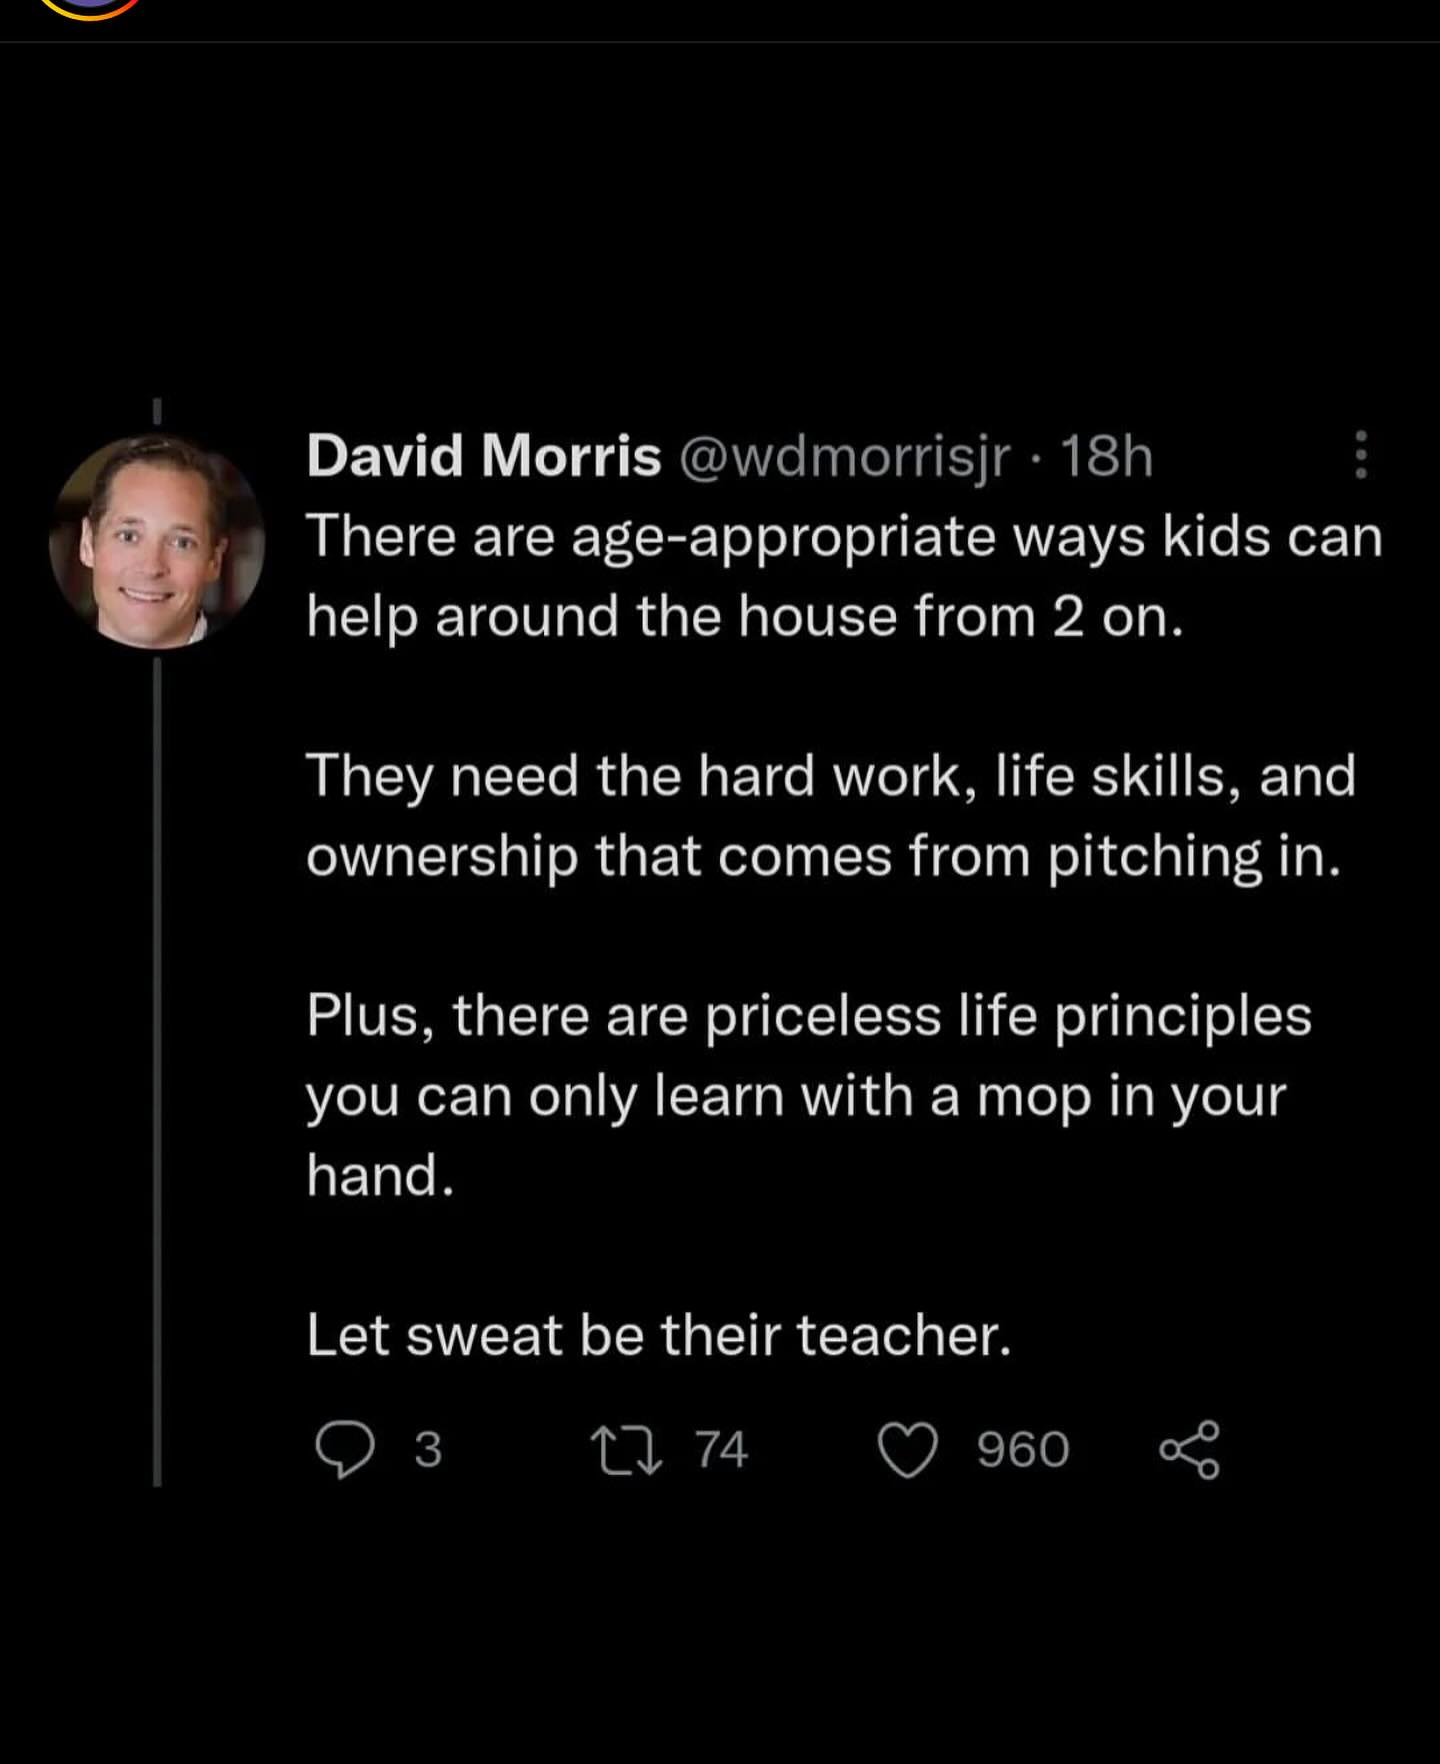 David Morris @wdmorrisjr · 18h
There are age-appropriate ways kids can
help around the house from 2 on.
They need the hard work, life skills, and
ownership that comes from pitching in.
Plus, there are priceless life principles
you can only learn with a mop in your
hand.
Let sweat be their teacher.
3 74 960